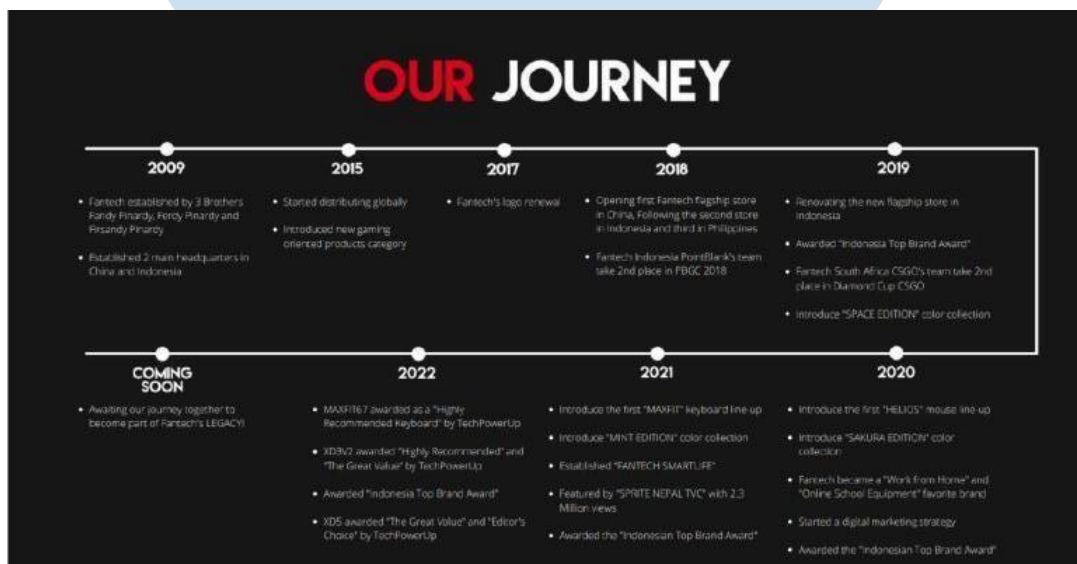 OUR JOURNEY
2009
• Fantech established by 3 Brothers
Fandy Pinardy, Ferdy Pinardy and
Firsandy Pinardy
• Established 2 main headquarters in
China and Indonesia
2015
• Started distributing globally
• Introduced new gaming
oriented products category
2017
• Fantech's logo renewal
2018
• Opening first Fantech flagship store
in China, Following the second store
in Indonesia and third in Philippines
• Fantech Indonesia PointBlank's team
take 2nd place in PBGC 2018
2019
• Renovating the new flagship store in
Indonesia
• Awarded "Indonesia Top Brand Award"
• Fantech South Africa CSGO's team take 2nd
place in Diamond Cup CSGO
• Introduce "SPACE EDITION" color collection
COMING
SOON
• Awaiting our journey together to
become part of Fantech's LEGACY!
2022
• MAXFIT67 awarded as a "Highly
Recommended Keyboard" by TechPowerUp
• XD3V2 awarded "Highly Recommended" and
"The Great Value" by TechPowerUp
• Awarded "Indonesia Top Brand Award"
• XD5 awarded "The Great Value" and "Editor's
Choice" by TechPowerUp
2021
• Introduce the first "MAXFIT" keyboard line-up
• Introduce "MINT EDITION" color collection
• Established "FANTECH SMARTLIFE"
• Featured by "SPRITE NEPAL TVC" with 2.3
Million views
• Awarded the "Indonesian Top Brand Award"
2020
• Introduce the first "HELIOS" mouse line-up
• Introduce "SAKURA EDITION" color
collection
• Fantech became a "Work from Home" and
"Online School Equipment" favorite brand
• Started a digital marketing strategy
• Awarded the "Indonesian Top Brand Award"